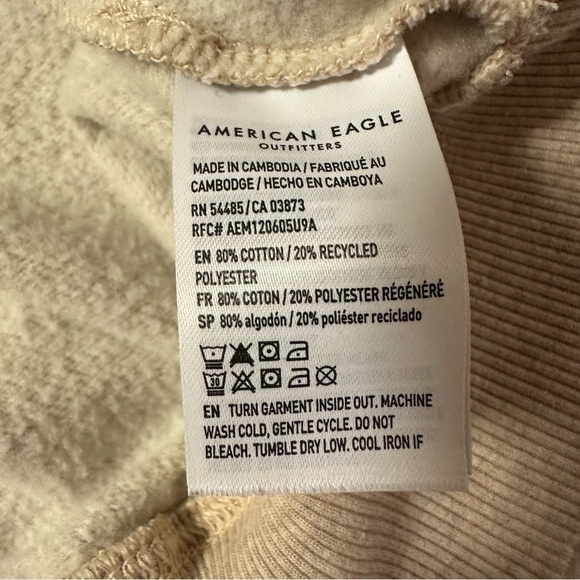 AMERICAN EAGLE
OUTFITTERS
MADE IN CAMBODIA / FABRIQUÉ AU
CAMBODGE / HECHO EN CAMBOYA
RN 54485/CA 03873
RFC# AEM120605U9A
EN 80% COTTON / 20% RECYCLED
POLYESTER
FR 80% COTON / 20% POLYESTER RÉGÉNÉRÉ
SP 80% algodón / 20% poliéster reciclado
30
EN TURN GARMENT INSIDE OUT. MACHINE
WASH COLD, GENTLE CYCLE. DO NOT
BLEACH. TUMBLE DRY LOW. COOL IRON IF